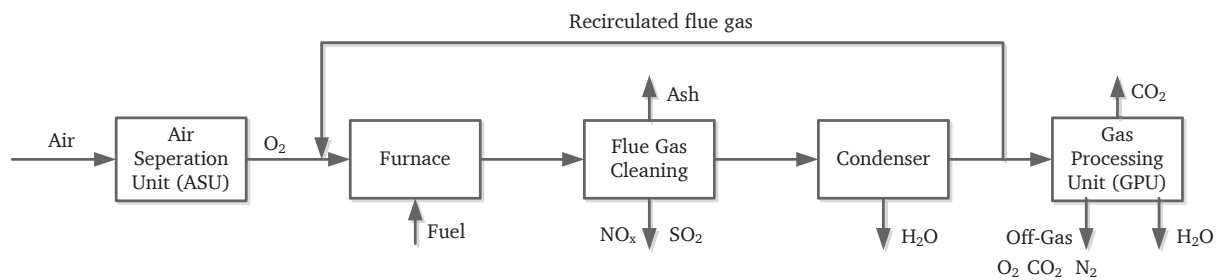 Recirculated flue gas
Air
Air
Seperation
Unit (ASU)
O₂
Furnace
Fuel
Ash
Flue Gas
Cleaning
NOₓ SO₂
Condenser
H₂O
CO₂
Gas
Processing
Unit (GPU)
Off-Gas
O₂ CO₂ N₂
H₂O